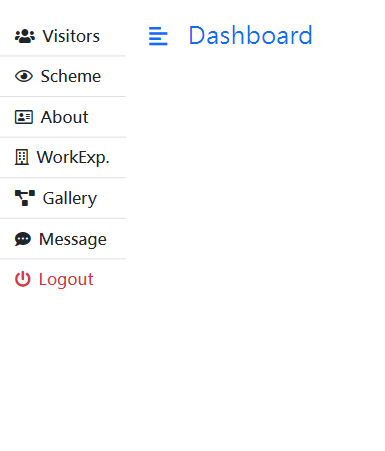 Visitors
Dashboard
Scheme
About
WorkExp.
Gallery
Message
Logout